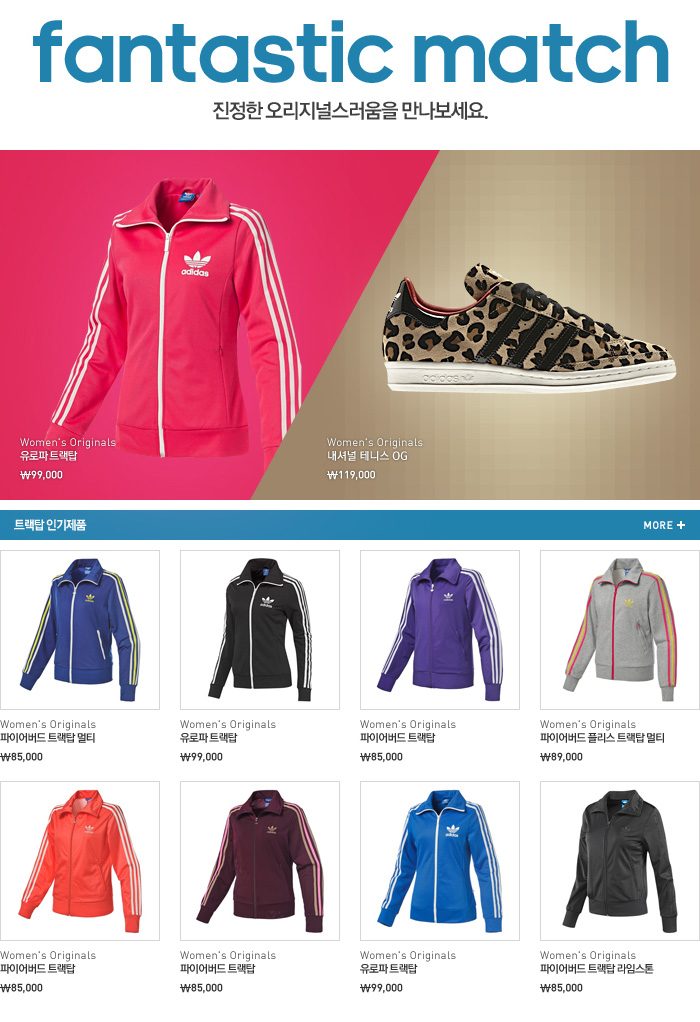 fantastic match
진정한 오리지널스러움을 만나보세요.
adidas
adidas
Women's Originals
유로파 트랙탑
₩99,000
Women's Originals
내셔널 테니스 OG
₩119,000
트랙탑 인기제품
MORE +
Women's Originals
파이어버드 트랙탑 멀티
₩85,000
adidas
Women's Originals
유로파 트랙탑
₩99,000
Women's Originals
파이어버드 트랙탑
₩85,000
Women's Originals
파이어버드 플리스 트랙탑 멀티
₩89,000
Women's Originals
파이어버드 트랙탑
₩85,000
Women's Originals
파이어버드 트랙탑
₩85,000
adidas
Women's Originals
유로파 트랙탑
₩99,000
Women's Originals
파이어버드 트랙탑 라임스톤
₩85,000